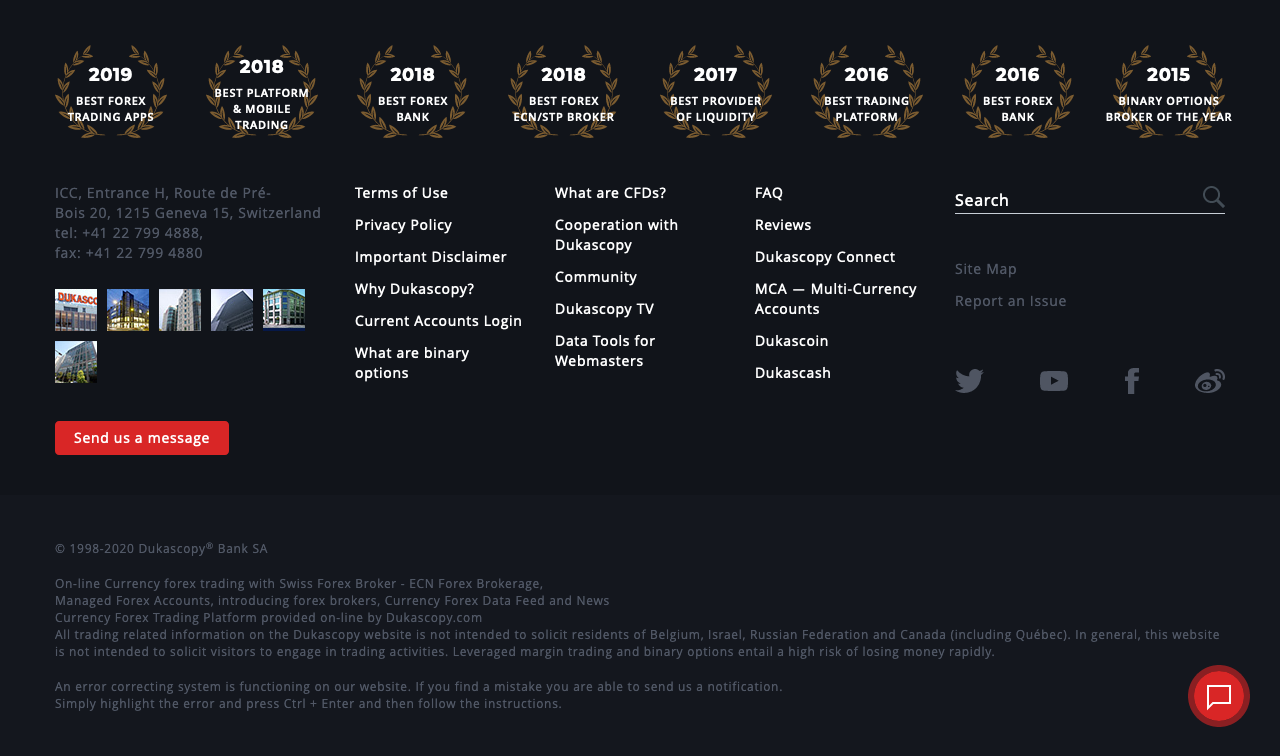 2019
BEST FOREX
TRADING APPS
2018
BEST PLATFORM
& MOBILE
TRADING
2018
BEST FOREX
BANK
2018
BEST FOREX
ECN/STP BROKER
2017
BEST PROVIDER
OF LIQUIDITY
2016
BEST TRADING
PLATFORM
2016
BEST FOREX
BANK
2015
BINARY OPTIONS
BROKER OF THE YEAR
ICC, Entrance H, Route de Pré-
Bois 20, 1215 Geneva 15, Switzerland
tel: +41 22 799 4888,
fax: +41 22 799 4880
DUKASCO
Send us a message
Terms of Use
Privacy Policy
Important Disclaimer
Why Dukascopy?
Current Accounts Login
What are binary
options
What are CFDs?
Cooperation with
Dukascopy
Community
Dukascopy TV
Data Tools for
Webmasters
FAQ
Reviews
Dukascopy Connect
MCA — Multi-Currency
Accounts
Dukascoin
Dukascash
Search
Site Map
Report an Issue
© 1998-2020 Dukascopy® Bank SA
On-line Currency forex trading with Swiss Forex Broker - ECN Forex Brokerage,
Managed Forex Accounts, introducing forex brokers, Currency Forex Data Feed and News
Currency Forex Trading Platform provided on-line by Dukascopy.com
All trading related information on the Dukascopy website is not intended to solicit residents of Belgium, Israel, Russian Federation and Canada (including Québec). In general, this website
is not intended to solicit visitors to engage in trading activities. Leveraged margin trading and binary options entail a high risk of losing money rapidly.
An error correcting system is functioning on our website. If you find a mistake you are able to send us a notification.
Simply highlight the error and press Ctrl + Enter and then follow the instructions.